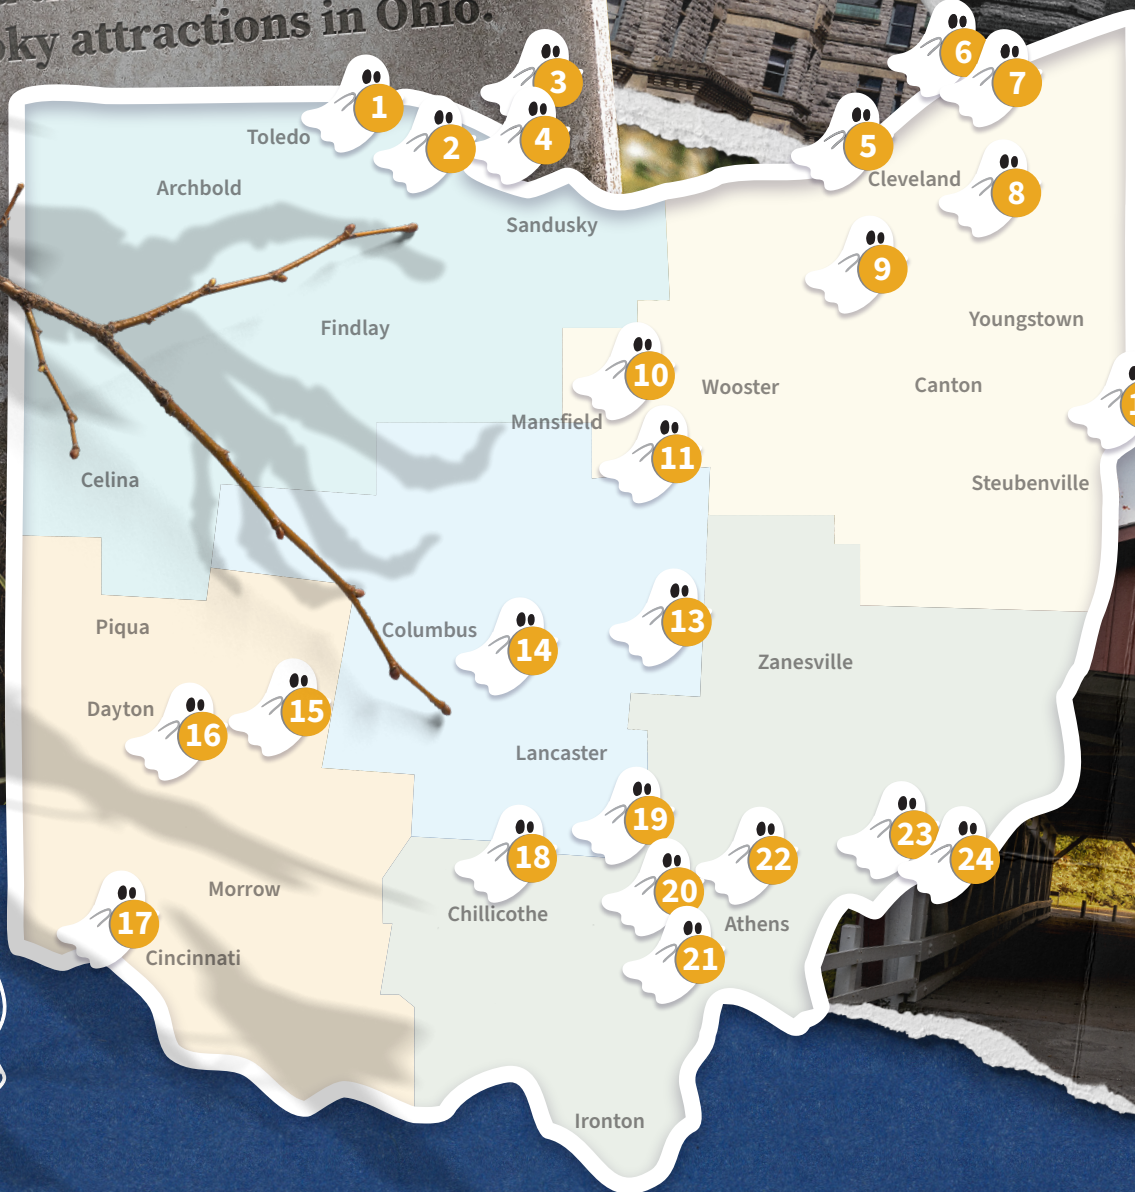 ky attractions in Ohio.
6
3
7
1
4
5
2
Toledo
Cleveland
8
Archbold
Sandusky
9
Youngstown
Findlay
10
Wooster
Canton
Mansfield
11
Celina
Steubenville
13
Piqua
Columbus
14
Zanesville
Dayton
15
16
Lancaster
19
23
18
22
24
Morrow
20
Chillicothe
17
Athens
Cincinnati
21
Ironton